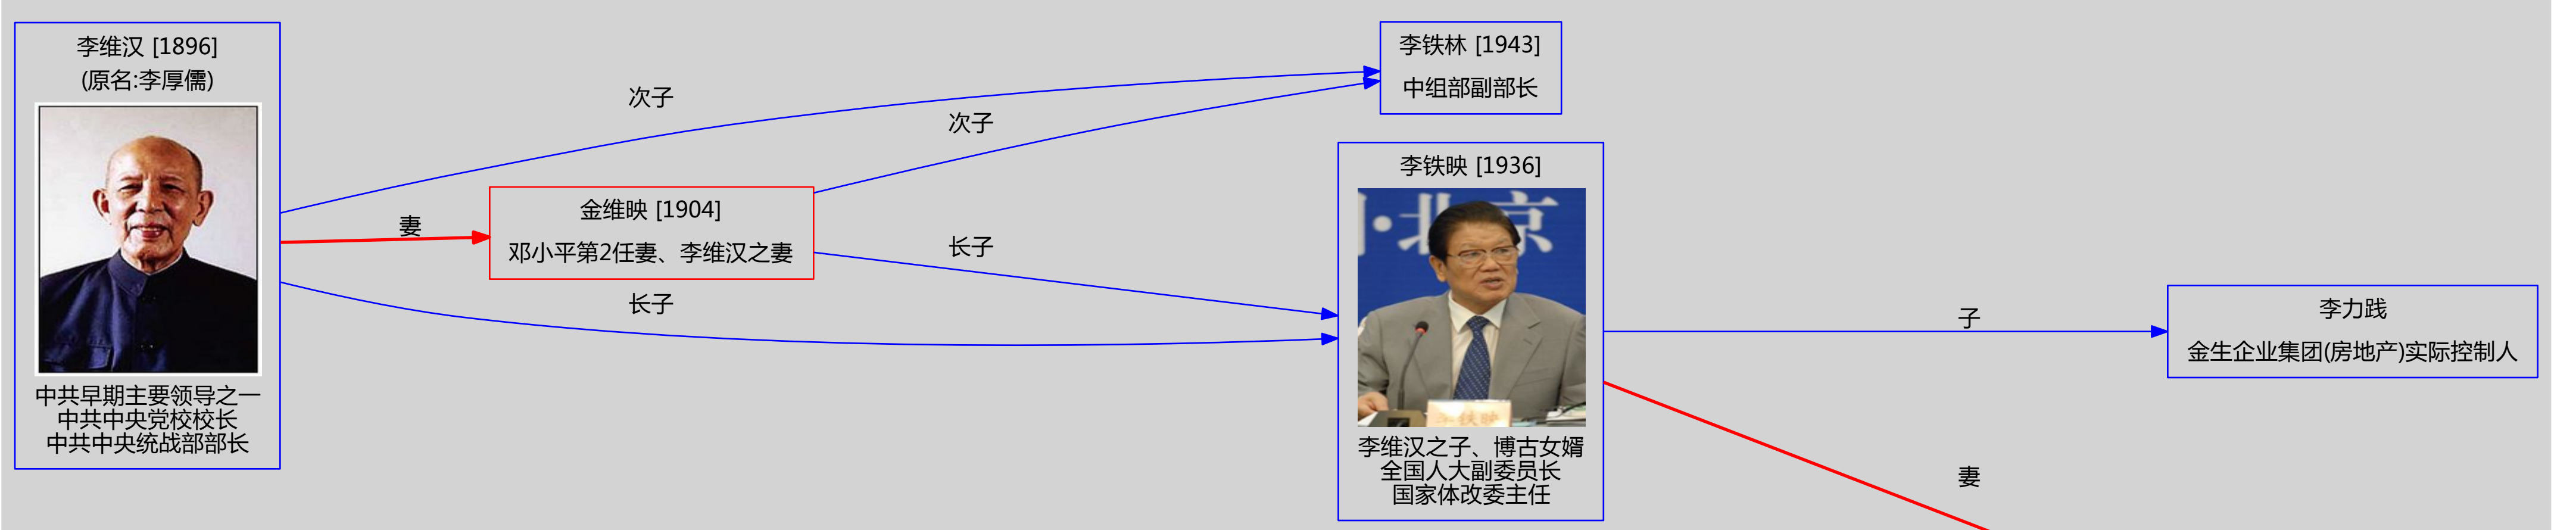 李维汉 [1896]
(原名:李厚儒)
中共早期主要领导之一
中共中央党校校长
中共中央统战部部长
次子
妻
长子
金维映 [1904]
邓小平第2任妻、李维汉之妻
次子
长子
李铁林 [1943]
中组部副部长
李铁映 [1936]
·北京
李铁映
李维汉之子、博古女婿
全国人大副委员长
国家体改委主任
子
妻
李力践
金生企业集团(房地产)实际控制人